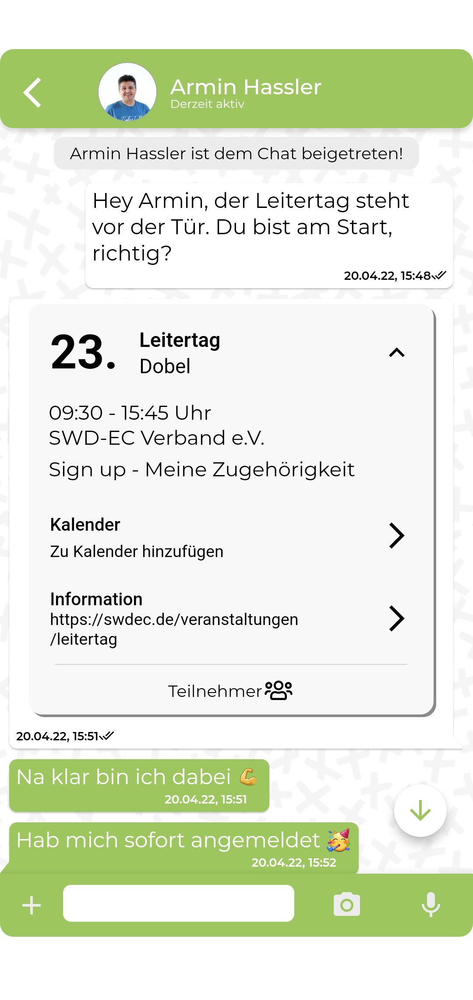 Armin Hassler
Derzeit aktiv
Armin Hassler ist dem Chat beigetreten!
Hey Armin, der Leitertag steht
vor der Tür. Du bist am Start,
richtig?
20.04.22, 15:48
23.
Leitertag
Dobel
09:30 - 15:45 Uhr
SWD-EC Verband e.V.
Sign up - Meine Zugehörigkeit
Kalender
Zu Kalender hinzufügen
Information
https://swdec.de/veranstaltungen
/leitertag
Teilnehmer
20.04.22, 15:51
Na klar bin ich dabei 💪
20.04.22, 15:51
Hab mich sofort angemeldet 🥳
20.04.22, 15:52